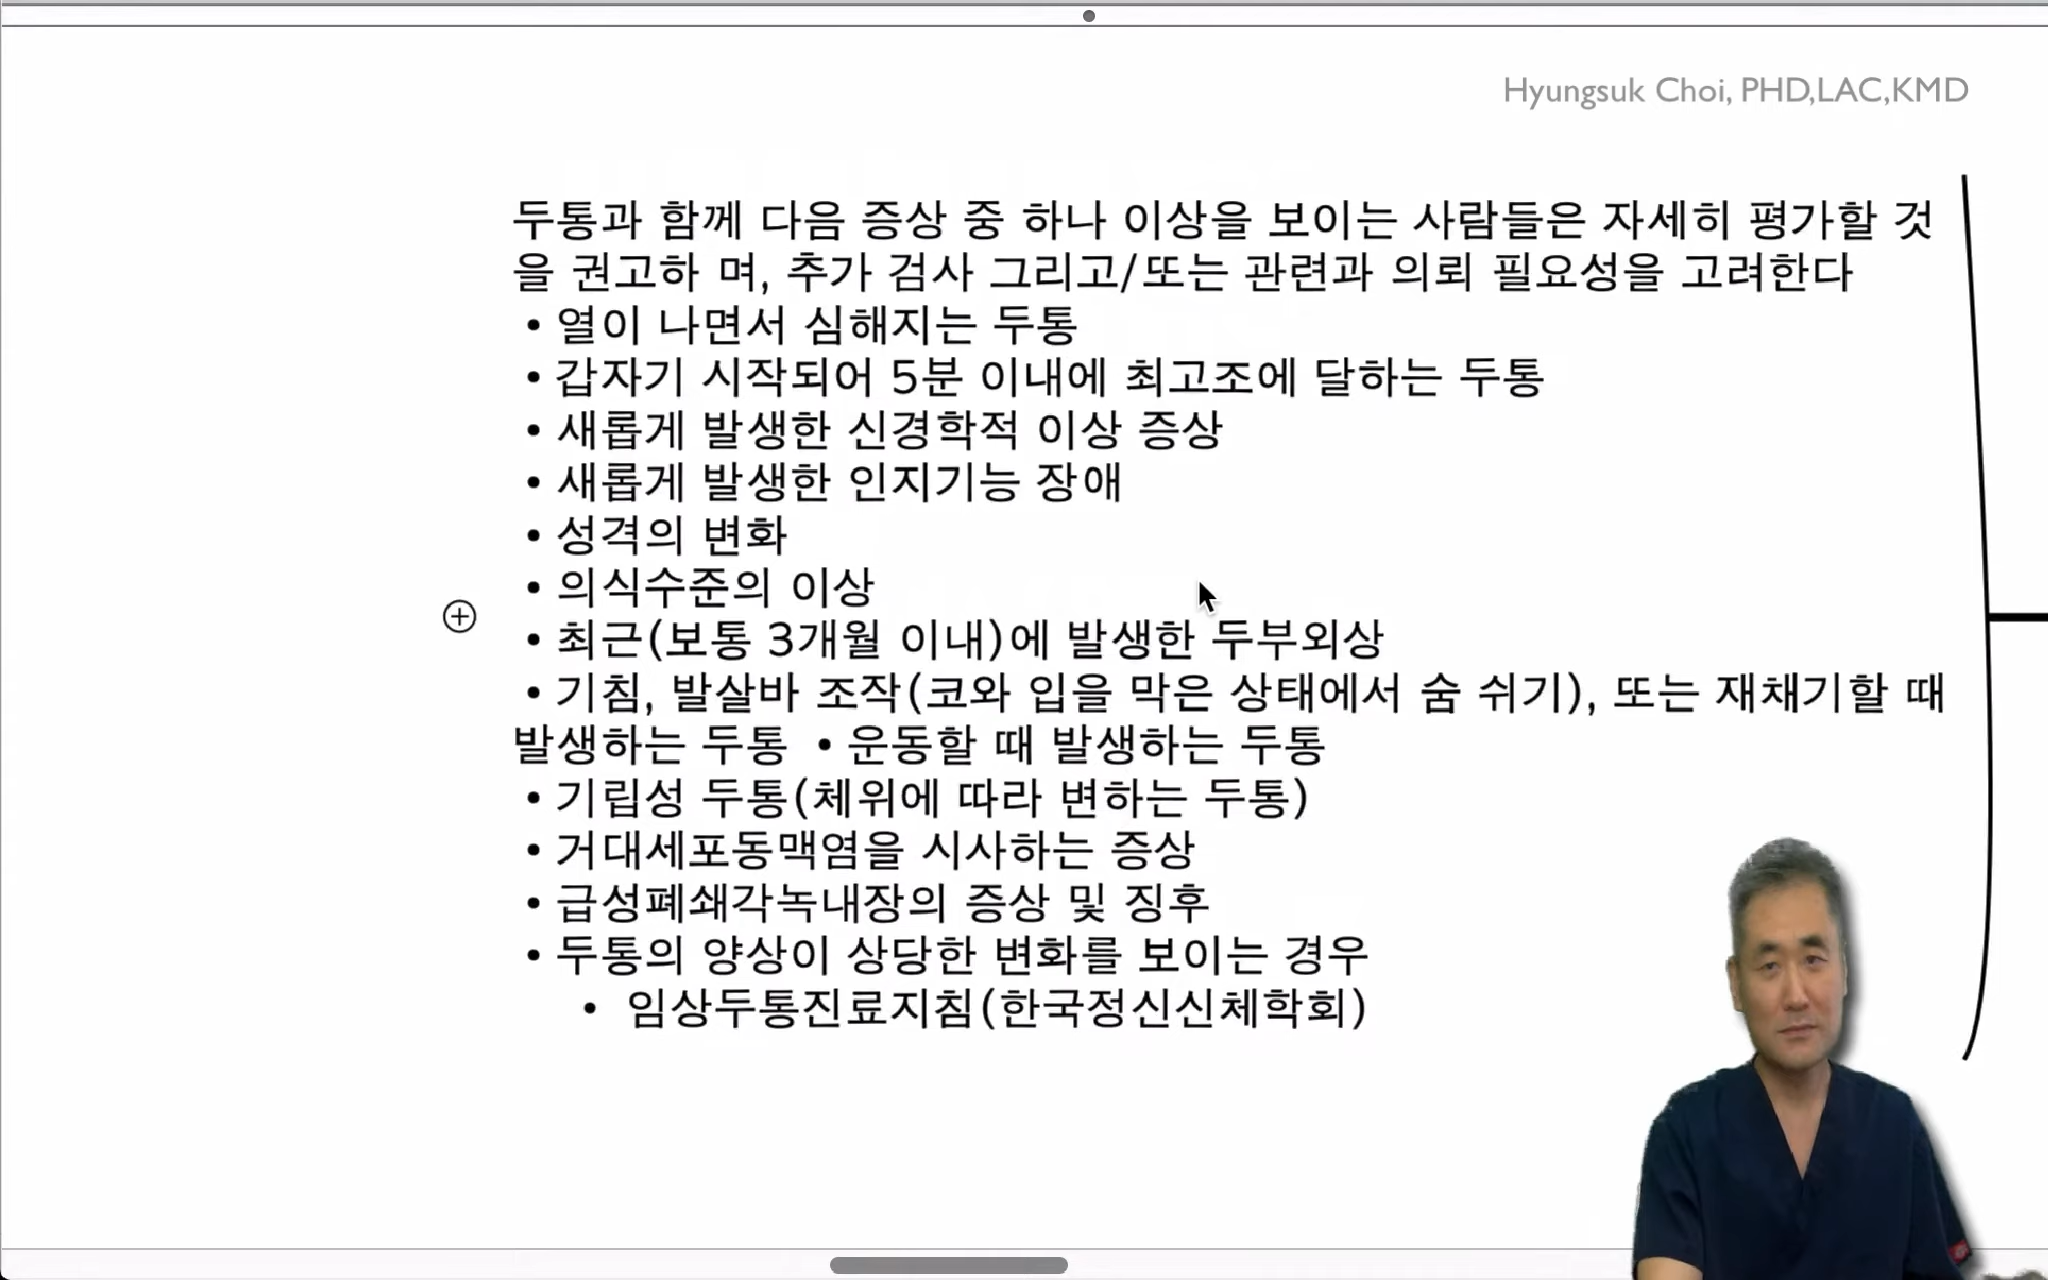 Hyungsuk Choi, PHD,LAC,KMD
두통과 함께 다음 증상 중 하나 이상을 보이는 사람들은 자세히 평가할 것
을 권고하 며, 추가 검사 그리고/또는 관련과 의뢰 필요성을 고려한다
• 열이 나면서 심해지는 두통
• 갑자기 시작되어 5분 이내에 최고조에 달하는 두통
• 새롭게 발생한 신경학적 이상 증상
• 새롭게 발생한 인지기능 장애
• 성격의 변화
• 의식수준의 이상
• 최근(보통 3개월 이내)에 발생한 두부외상
• 기침, 발살바 조작(코와 입을 막은 상태에서 숨 쉬기), 또는 재채기할 때
발생하는 두통 • 운동할 때 발생하는 두통
• 기립성 두통(체위에 따라 변하는 두통)
• 거대세포동맥염을 시사하는 증상
• 급성폐쇄각녹내장의 증상 및 징후
• 두통의 양상이 상당한 변화를 보이는 경우
• 임상두통진료지침(한국정신신체학회)